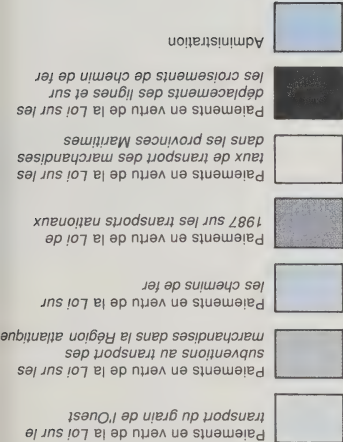 Paiements en vertu de la Loi sur le
transport du grain de l'Ouest
Paiements en vertu de la Loi sur les
subventions au transport des
marchandises dans la Région atlantique
Paiements en vertu de la Loi sur
les chemins de fer
Paiements en vertu de la Loi de
1987 sur les transports nationaux
Paiements en vertu de la Loi sur les
taux de transport des marchandises
dans les provinces Maritimes
Paiements en vertu de la Loi sur les
déplacements des lignes et sur
les croisements de chemin de fer
Administration